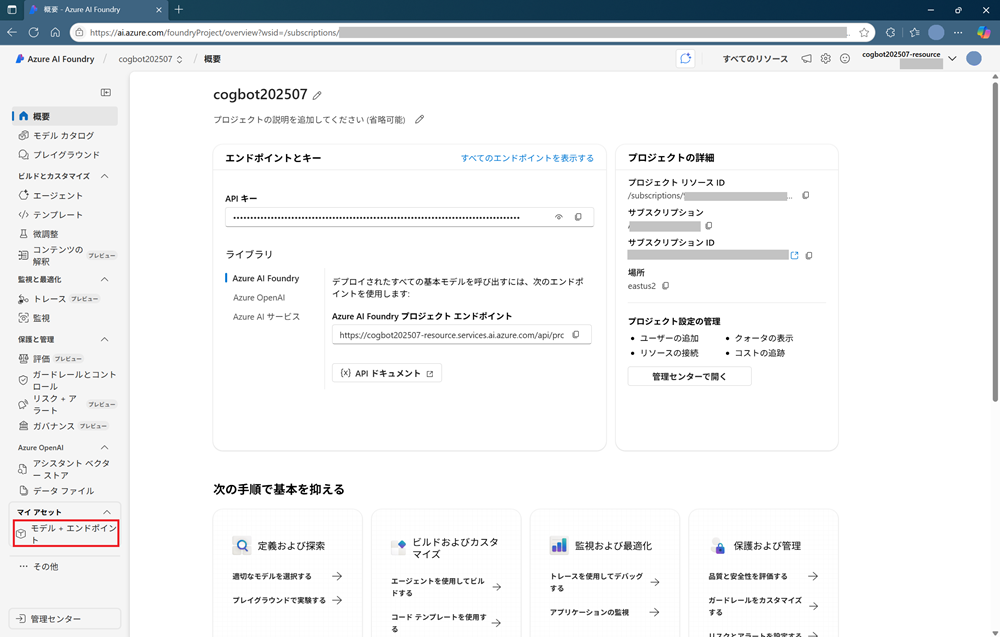 概要 - Azure AI Foundry
https://ai.azure.com/foundryProject/overview?wsid=/subscriptions/
Azure AI Foundry / cogbot202507 / 概要
すべてのリソース
cogbot202507-resource
概要
モデル カタログ
プレイグラウンド
ビルドとカスタマイズ
エージェント
テンプレート
微調整
コンテンツの
解釈 プレビュー
監視と最適化
トレース プレビュー
監視
保護と管理
評価 プレビュー
ガードレールとコント
ロール
リスク + ア
ラート プレビュー
ガバナンス プレビュー
Azure OpenAI
アシスタント ベクタ
ー ストア
データ ファイル
マイ アセット
モデル + エンドポイン
ト
その他
管理センター
cogbot202507
プロジェクトの説明を追加してください (省略可能)
エンドポイントとキー
すべてのエンドポイントを表示する
API キー
ライブラリ
Azure AI Foundry
Azure OpenAI
Azure AI サービス
デプロイされたすべての基本モデルを呼び出すには、次のエンドポ
イントを使用します:
Azure AI Foundry プロジェクト エンドポイント
https://cogbot202507-resource.services.ai.azure.com/api/prc
{x} API ドキュメント
プロジェクトの詳細
プロジェクト リソース ID
/subscriptions/ ...
サブスクリプション
サブスクリプション ID
場所
eastus2
プロジェクト設定の管理
• ユーザーの追加
• リソースの接続
• クォータの表示
• コストの追跡
管理センターで開く
次の手順で基本を抑える
定義および探索
適切なモデルを選択する
プレイグラウンドで実験する
ビルドおよびカスタ
マイズ
エージェントを使用してビル
ドする
コード テンプレートを使用す
る
監視および最適化
トレースを使用してデバッグ
する
アプリケーションの監視
保護および管理
品質と安全性を評価する
ガードレールをカスタマイズ
する
リスクとアラートを設定する